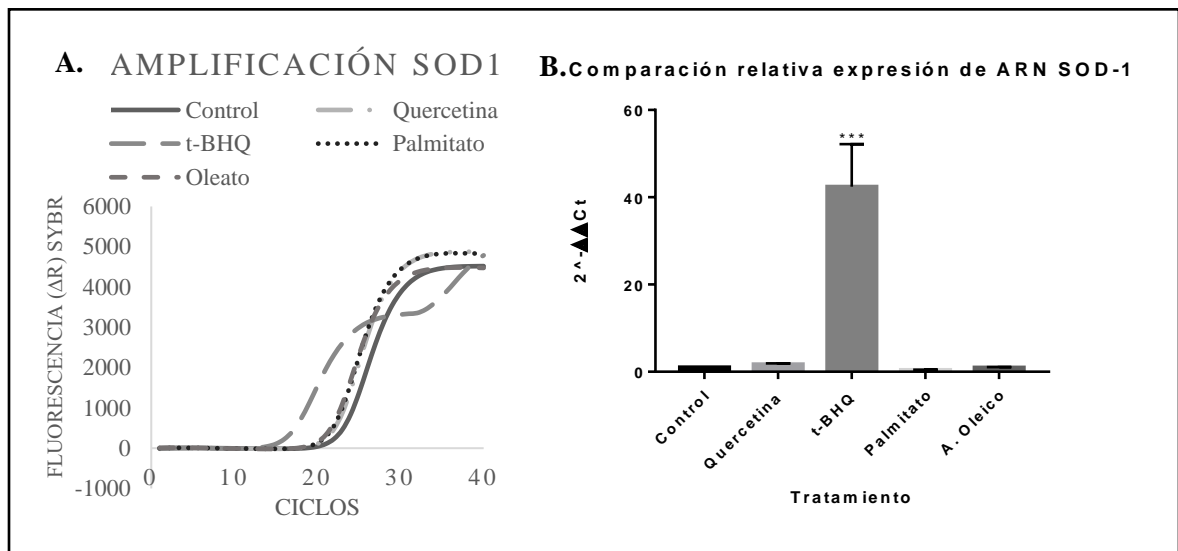 A. AMPLIFICACIÓN SOD1
Control
Quercetina
t-BHQ
Palmitato
Oleato
FLUORESCENCIA (ΔR) SYBR
6000
5000
4000
3000
2000
1000
0
-1000
0 10 20 30 40
CICLOS
B. Comparación relativa expresión de ARN SOD-1
2^-▲▲Ct
60
40
20
0
***
Control
Quercetina
t-BHQ
Palmitato
A. Oleico
Tratamiento